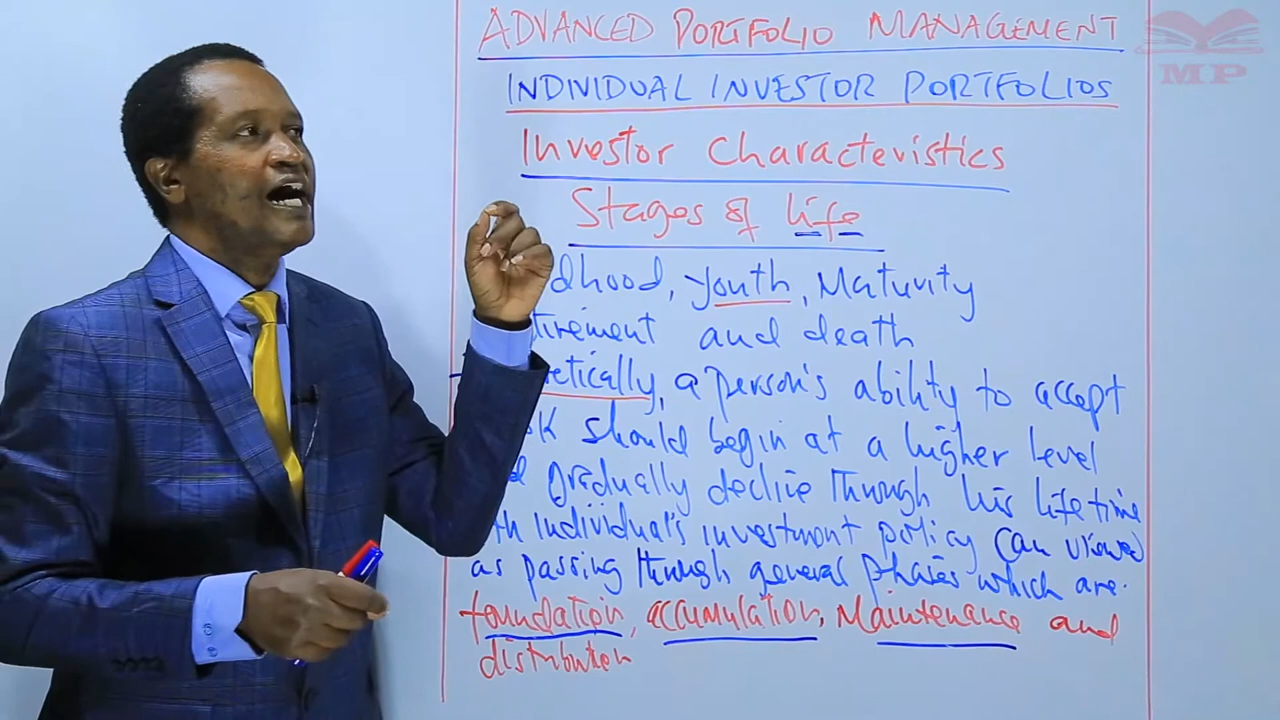 ADVANCED PORTFOLIO MANAGEMENT
MP
INDIVIDUAL INVESTOR PORTFOLIOS
Investor Characteristics
Stages of life
dhood, Youth, Maturity
tirement and death
etically, a person's ability to accept
k should begin at a higher level
gradually decline through his lifetime
individual's investment policy can viewed
as passing through general phases which are.
foundation, accumulation, Maintenance and
distribution